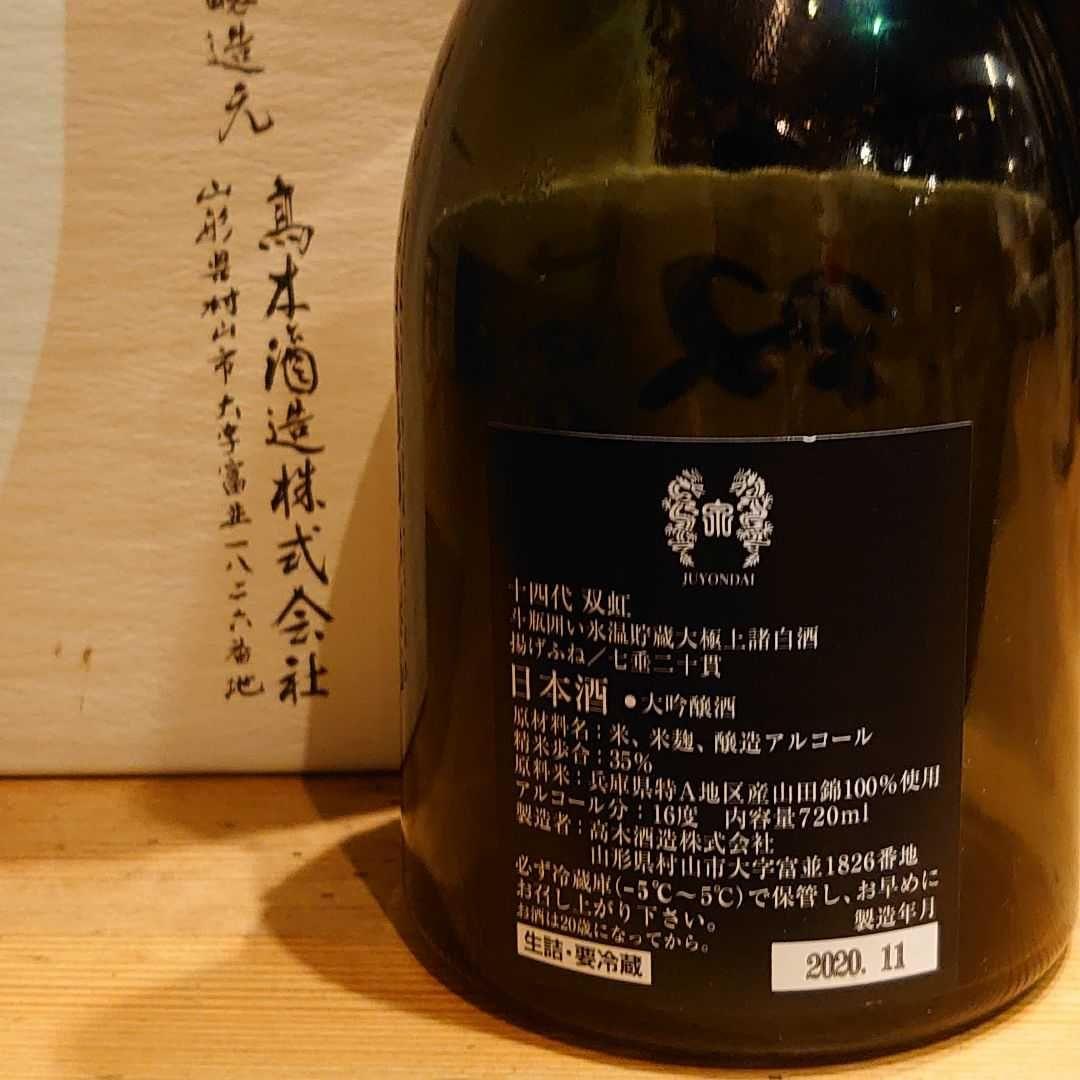 醸造元
高木酒造株式会社
山形県村山市大字富並一八二六番地
JUYONDAI
十四代 双虹
斗瓶囲い氷温貯蔵大極上諸白酒
揚げふね/七垂二十貫
日本酒 ●大吟醸酒
原材料名:米、米麹、醸造アルコール
精米歩合:35%
原料米:兵庫県特A地区産山田錦100%使用
アルコール分:16度 内容量720ml
製造者:高木酒造株式会社
山形県村山市大字富並1826番地
必ず冷蔵庫(-5℃~5℃)で保管し、お早めに
お召し上がり下さい。
お酒は20歳になってから。
製造年月
生詰・要冷蔵
2020. 11